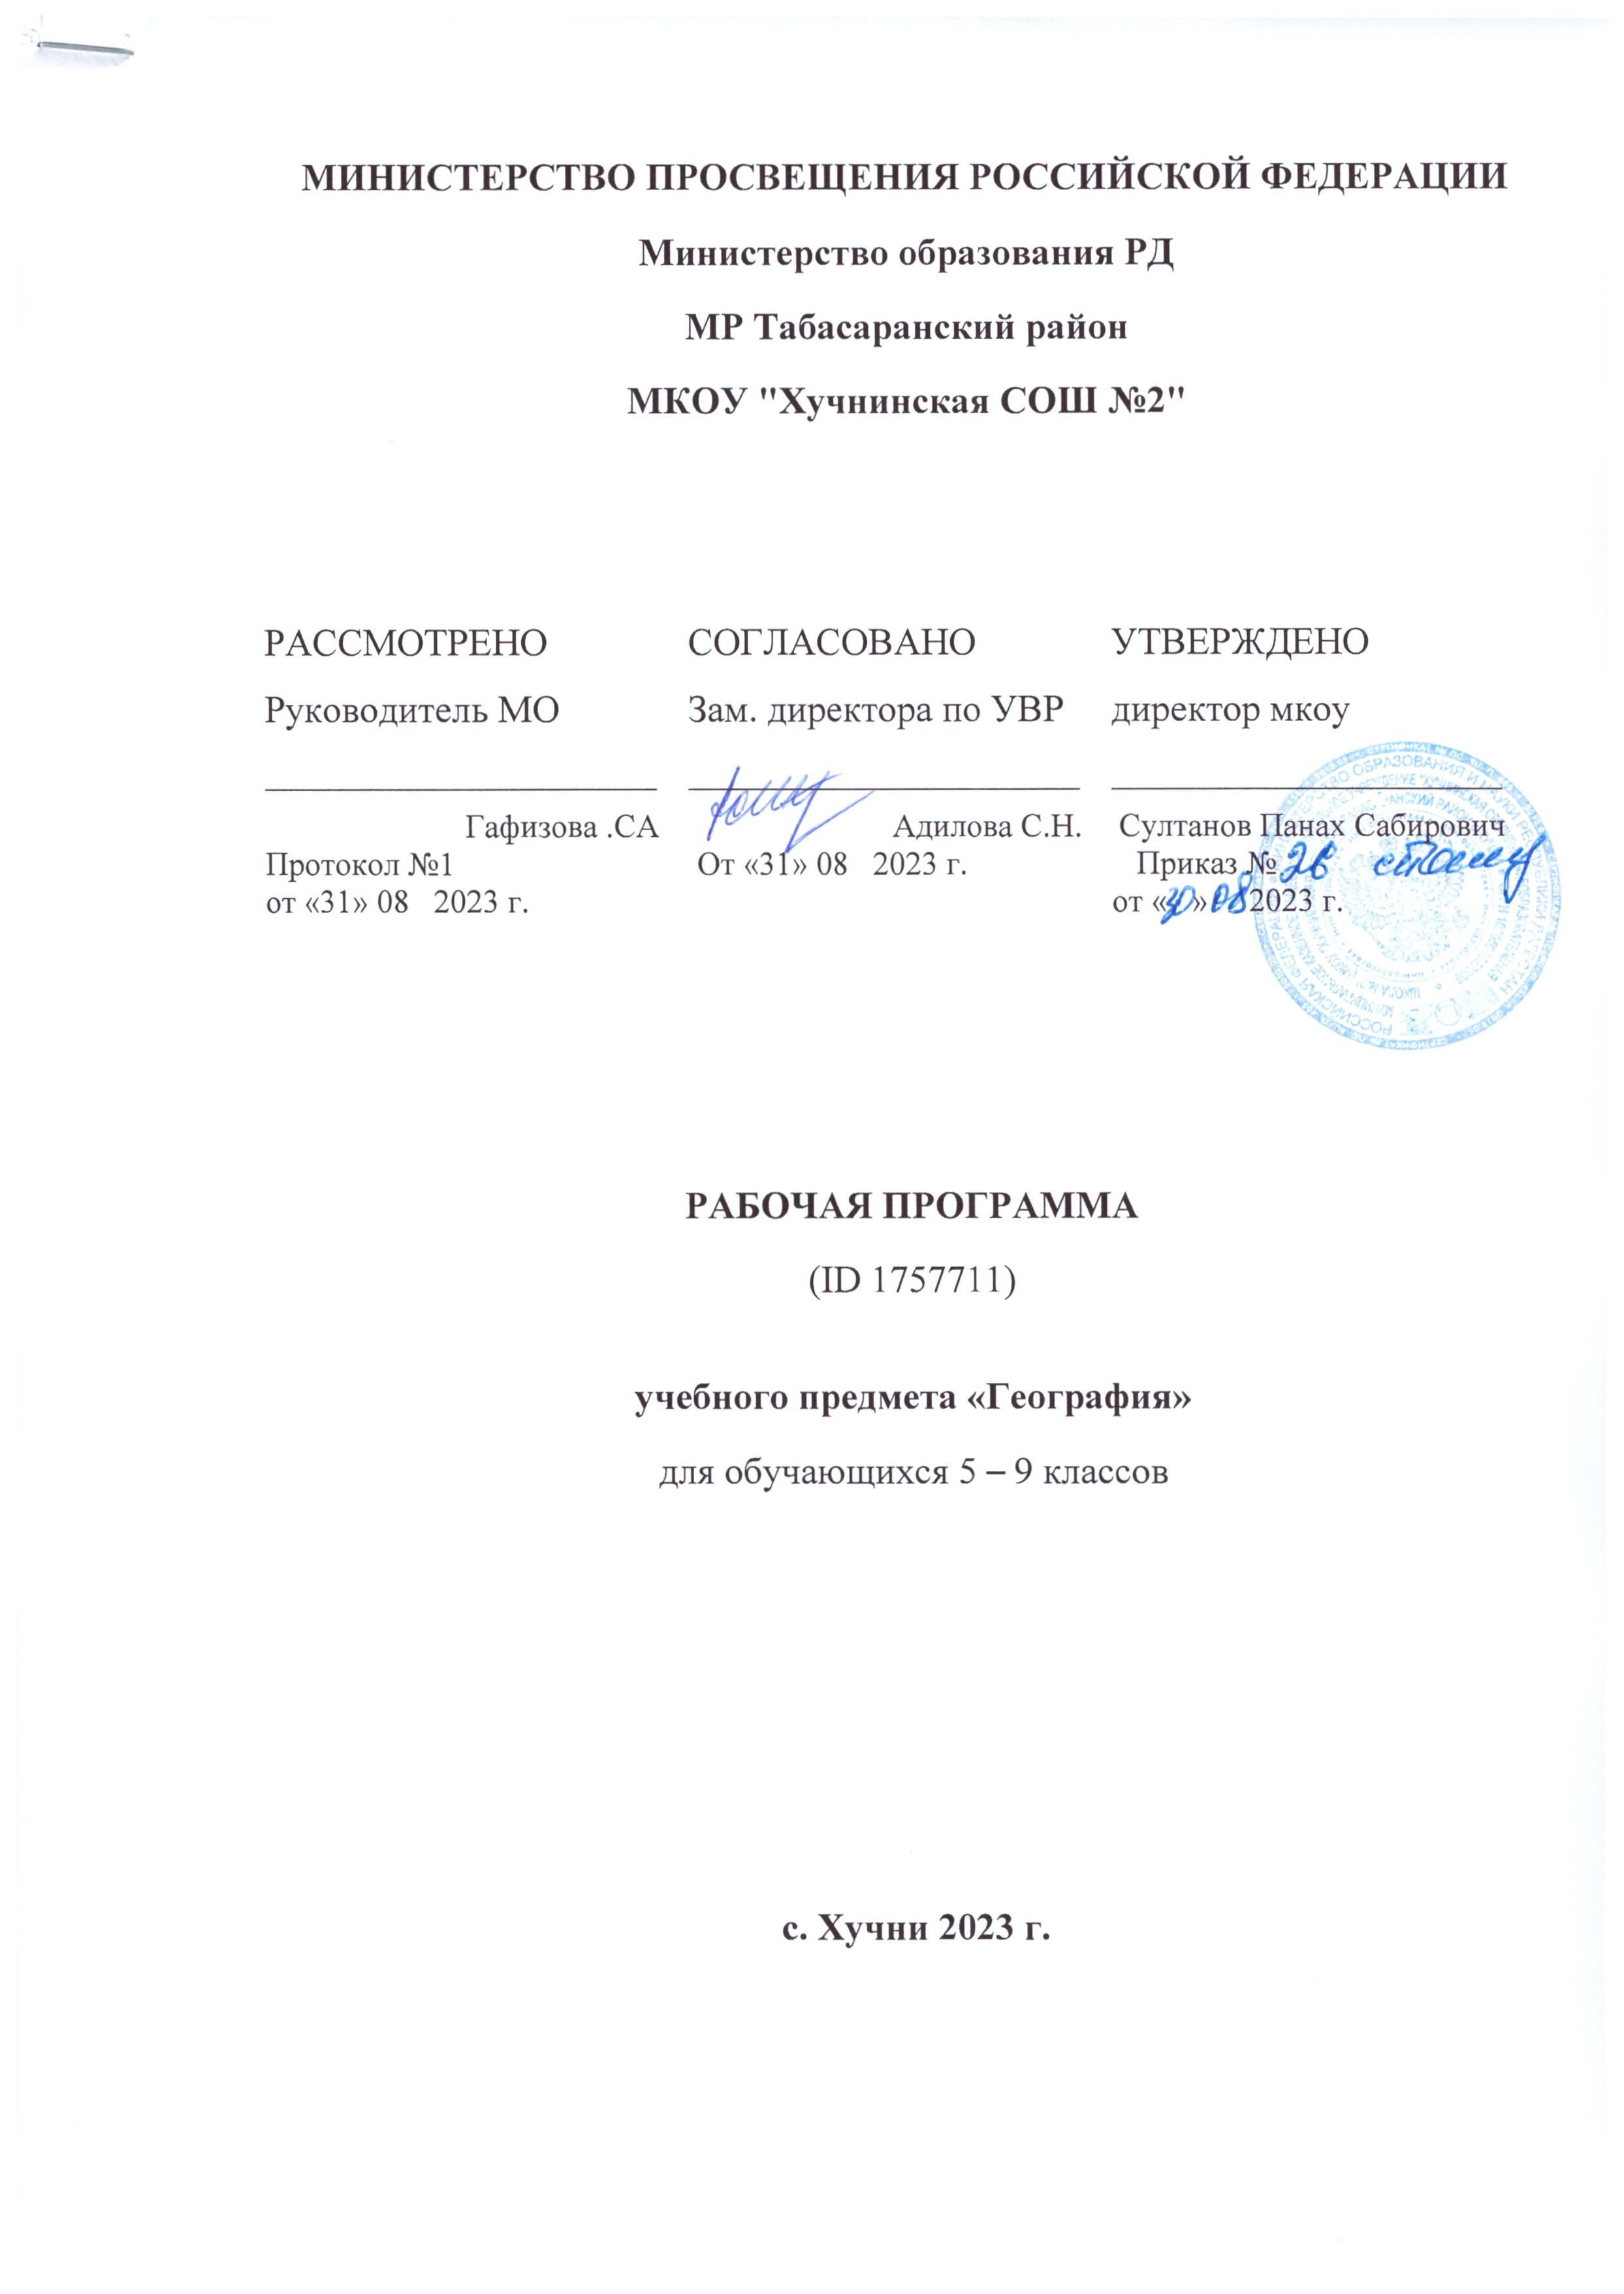 МИНИСТЕРСТВО ПРОСВЕЩЕНИЯ РОССИЙСКОЙ ФЕДЕРАЦИИ
Министерство образования РД
МР Табасаранский район
МКОУ "Хучнинская СОШ №2"
РАССМОТРЕНО
Руководитель МО
Гафизова .СА
Протокол №1
от «31» 08 2023 г.
СОГЛАСОВАНО
Зам. директора по УВР
Адилова С.Н.
От «31» 08 2023 г.
УТВЕРЖДЕНО
директор мкоу
Султанов Панах Сабирович
Приказ №
от «30» 08 2023 г.
РАБОЧАЯ ПРОГРАММА
(ID 1757711)
учебного предмета «География»
для обучающихся 5 – 9 классов
с. Хучни 2023 г.